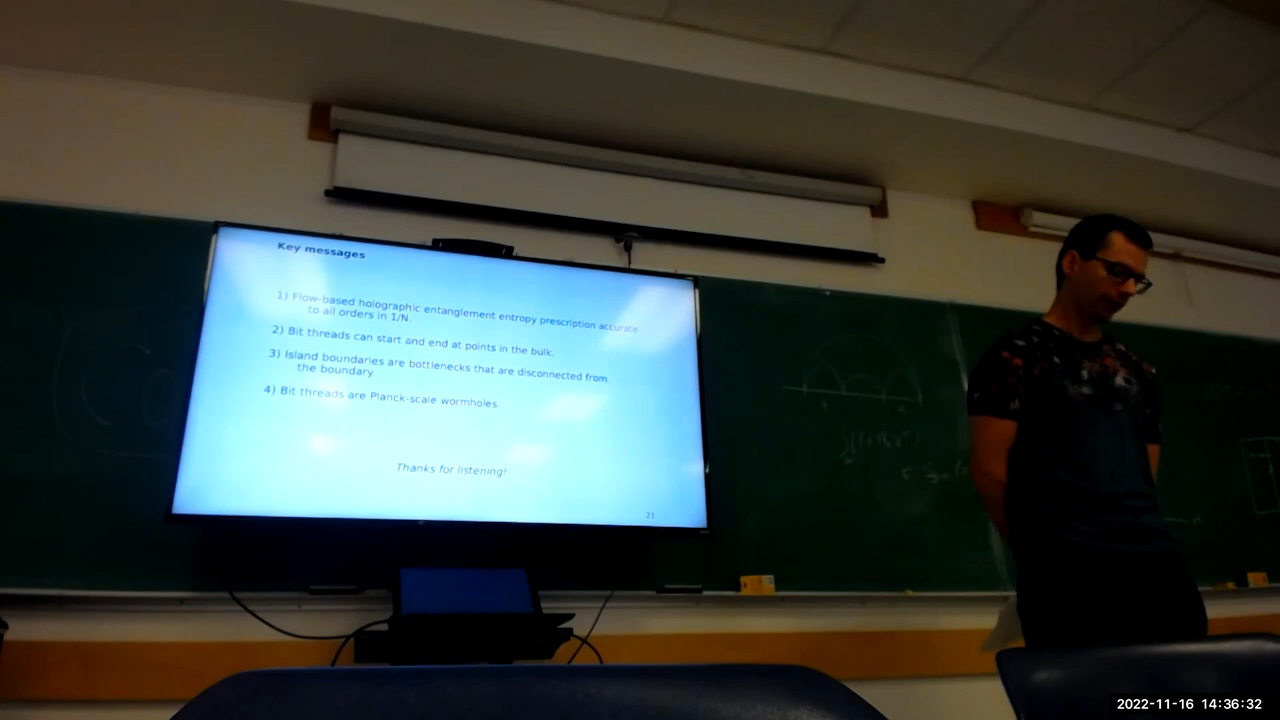 Key messages
1) Flow-based holographic entanglement entropy prescription accurate
to all orders in 1/N.
2) Bit threads can start and end at points in the bulk.
3) Island boundaries are bottlenecks that are disconnected from
the boundary.
4) Bit threads are Planck-scale wormholes
Thanks for listening!
21
2022-11-16 14:36:32